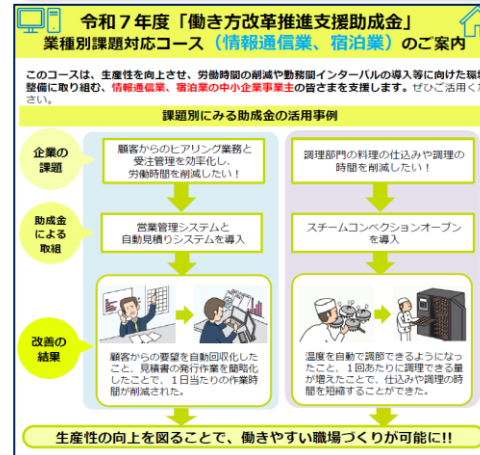 令和７年度「働き方改革推進支援助成金」
業種別課題対応コース（情報通信業、宿泊業）のご案内
このコースは、生産性を向上させ、労働時間の削減や勤務間インターバルの導入等に向けた環
整備に取り組む、情報通信業、宿泊業の中小企業事業主の皆さまを支援します。ぜひご活用くだ
さい。
課題別にみる助成金の活用事例
企業の
課題
顧客からのヒアリング業務と
受注管理を効率化し、
労働時間を削減したい！
調理部門の料理の仕込みや調理の
時間を削減したい！
助成金
による
取組
営業管理システムと
自動見積りシステムを導入
スチームコンベクションオーブン
を導入
改善の
結果
顧客からの要望を自動回収化した
こと、見積書の発行作業を簡略化
したことで、１日当たりの作業時
間が削減された。
温度を自動で調節できるようになっ
たこと、１回あたりに調理できる量
が増えたことで、仕込みや調理の時
間を短縮することができた。
生産性の向上を図ることで、働きやすい職場づくりが可能に!!